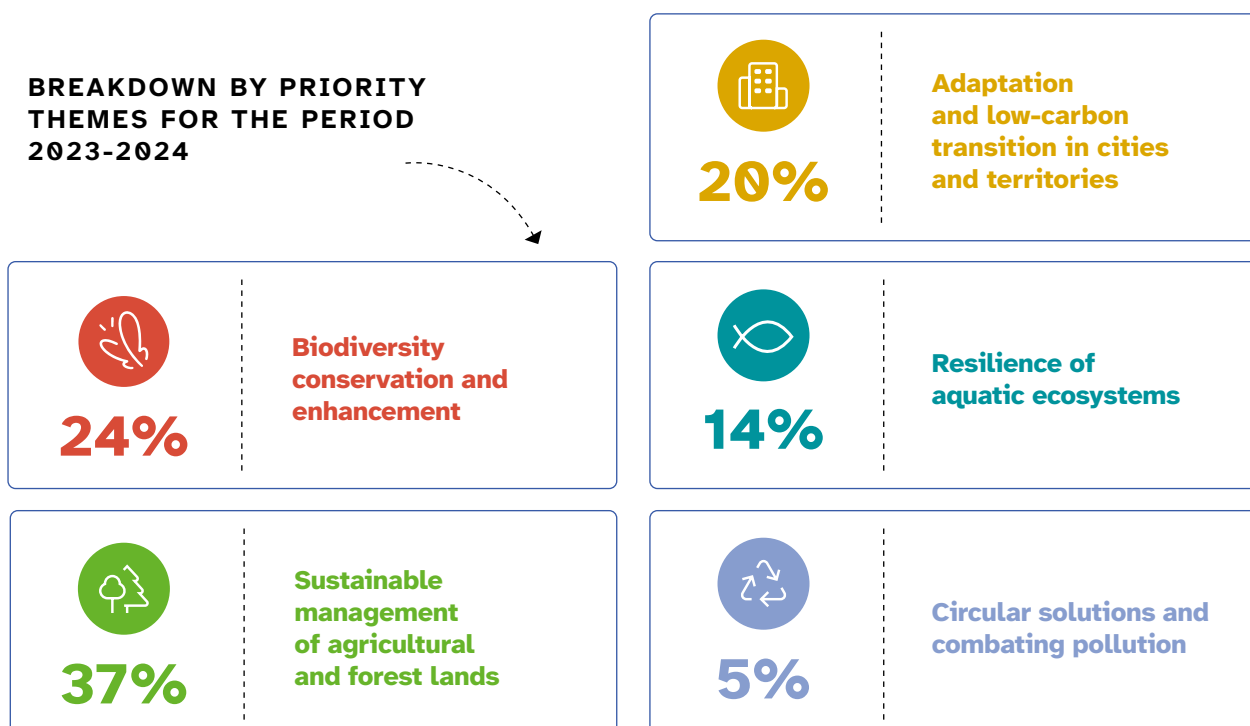 BREAKDOWN BY PRIORITY
THEMES FOR THE PERIOD
2023-2024
20%
Adaptation
and low-carbon
transition in cities
and territories
24%
Biodiversity
conservation and
enhancement
14%
Resilience of
aquatic ecosystems
37%
Sustainable
management
of agricultural
and forest lands
5%
Circular solutions and
combating pollution